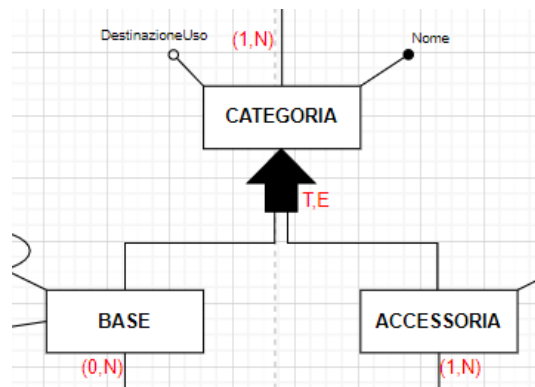 DestinazioneUso
(1,N)
Nome
CATEGORIA
T,E
BASE
ACCESSORIA
(0,N)
(1,N)